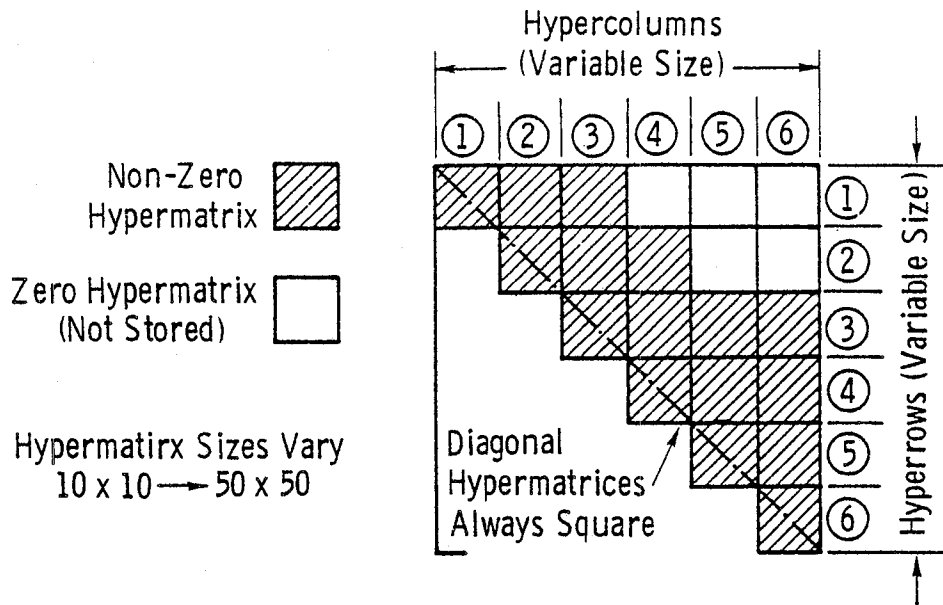 Hypercolumns
(Variable Size)
1 2 3 4 5 6
Non-Zero
Hypermatrix
Zero Hypermatrix
(Not Stored)
Hypermatirx Sizes Vary
10 x 10 → 50 x 50
Diagonal
Hypermatrices
Always Square
1
2
3
4
5
6
Hyperrows (Variable Size)